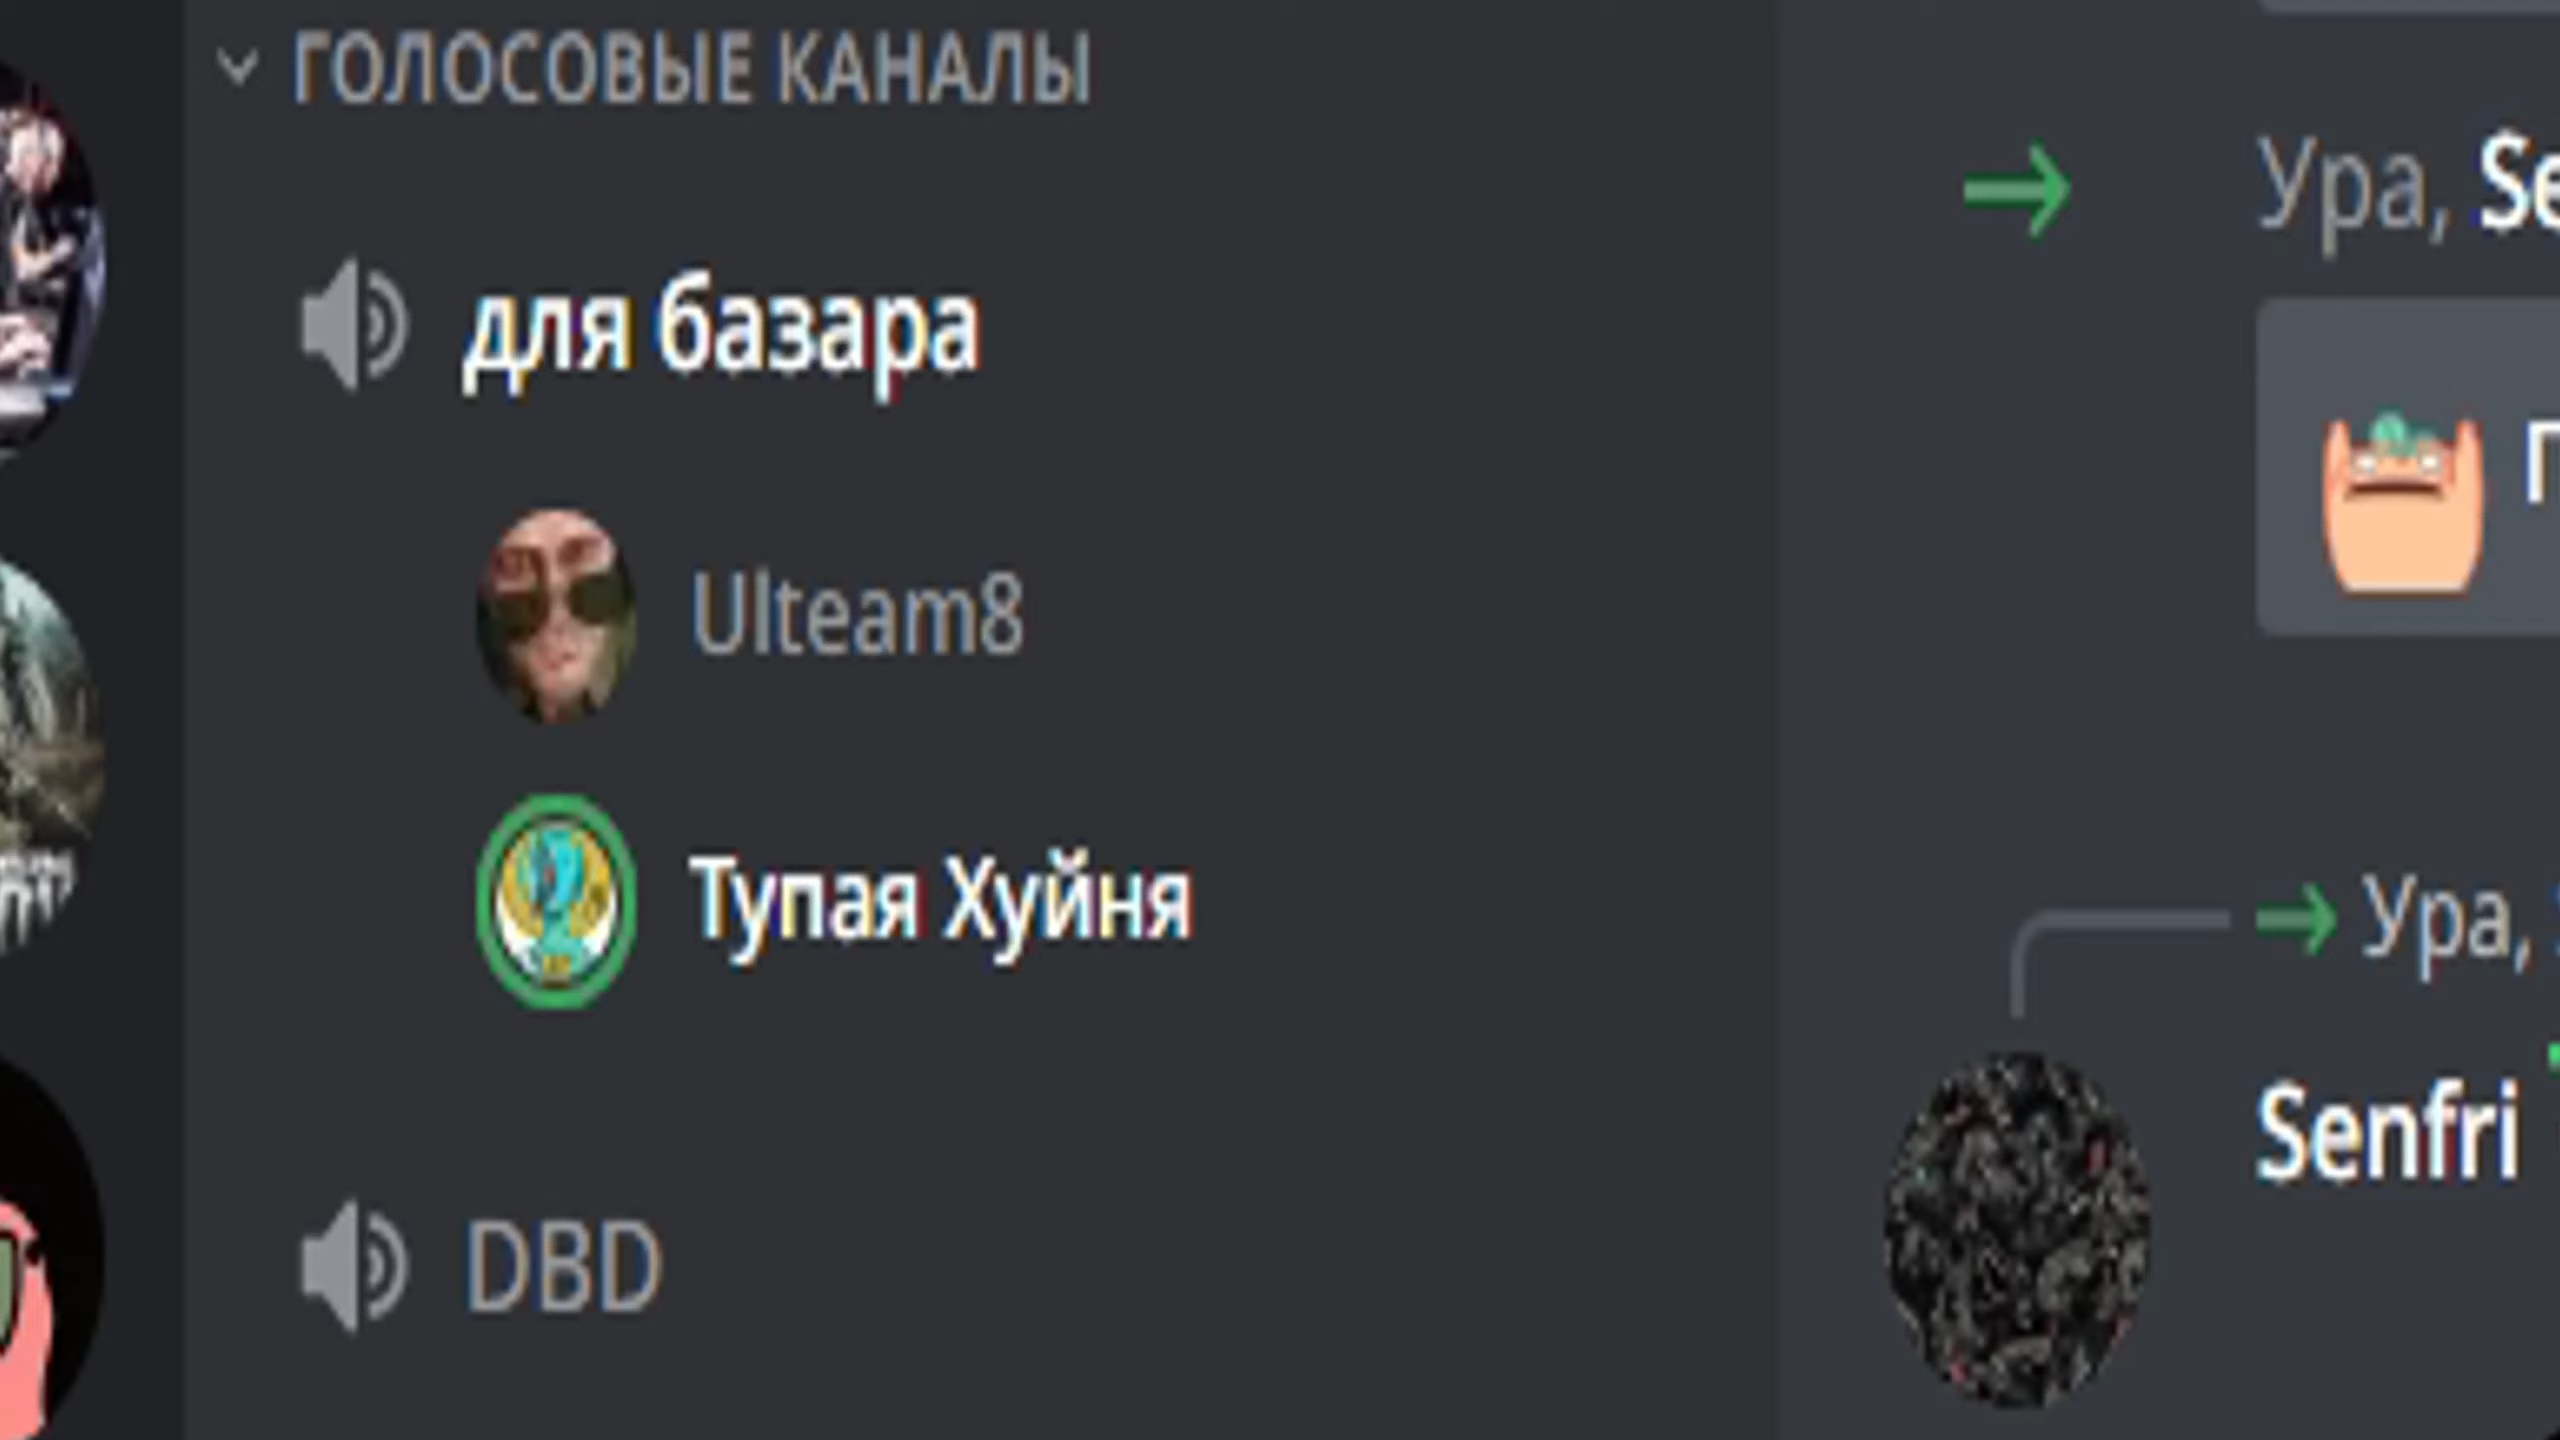 ГОЛОСОВЫЕ КАНАЛЫ
для базара
Ulteam8
Тупая Хуйня
DBD
Ура, Se
П
Ура,
Senfri